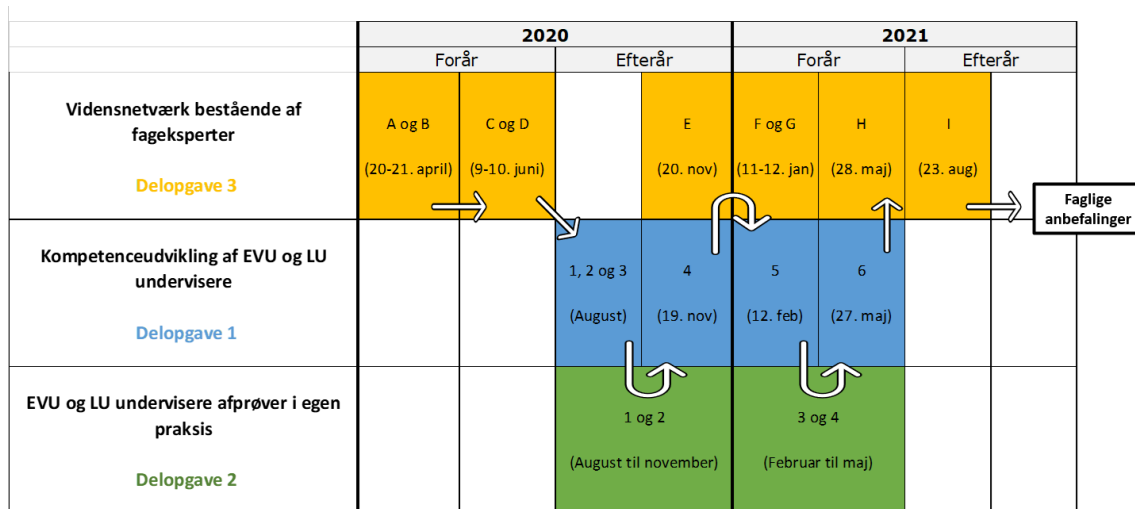 2020
2021
Forår
Efterår
Forår
Efterår
Vidensnetværk bestående af
fageksperter
Delopgave 3
A og B
(20-21. april)
C og D
(9-10. juni)
E
(20. nov)
F og G
(11-12. jan)
H
(28. maj)
I
(23. aug)
Faglige
anbefalinger
Kompetenceudvikling af EVU og LU
undervisere
Delopgave 1
1, 2 og 3
(August)
4
(19. nov)
5
(12. feb)
6
(27. maj)
EVU og LU undervisere afprøver i egen
praksis
Delopgave 2
1 og 2
(August til november)
3 og 4
(Februar til maj)